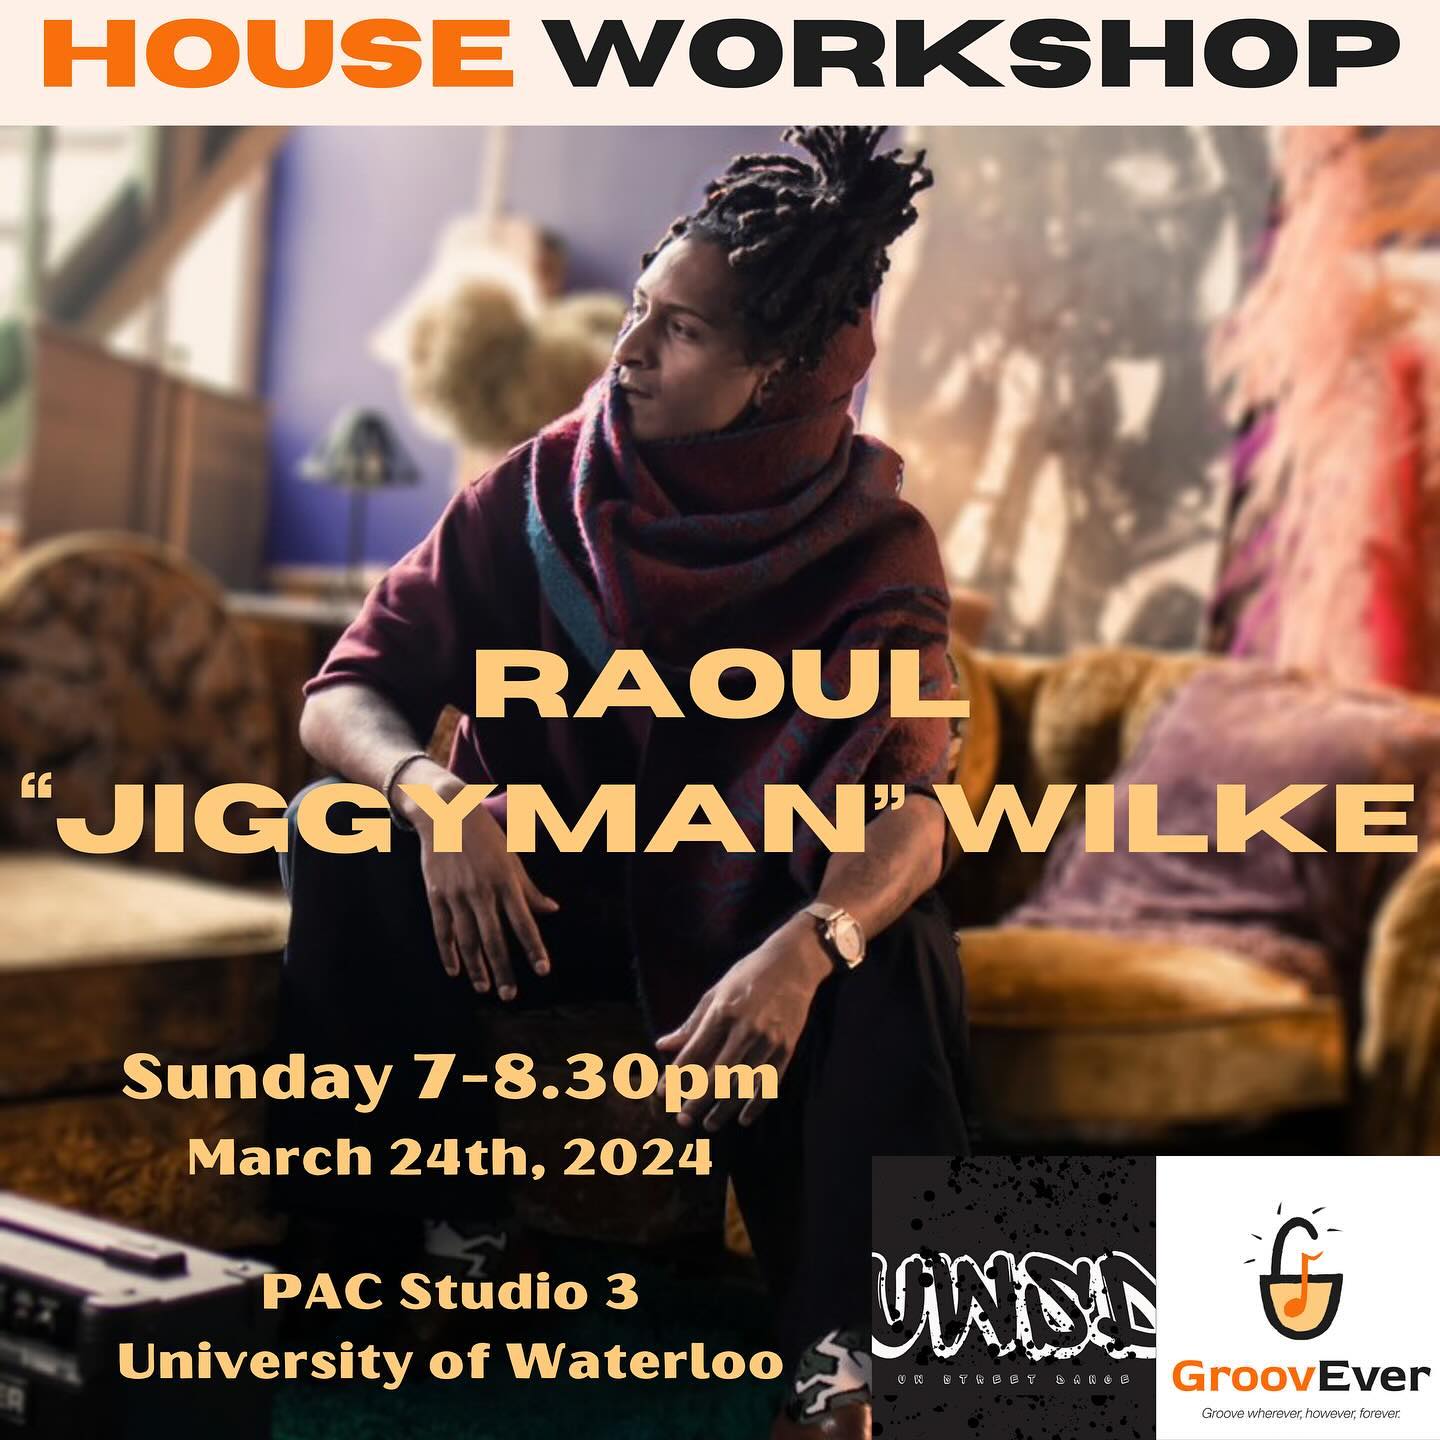 HOUSE WORKSHOP
RAOUL
“JIGGYMAN” WILKE
Sunday 7-8.30pm
March 24th, 2024
PAC Studio 3
University of Waterloo
UWSD
UW STREET DANCE
GroovEver
Groove wherever, however, forever.